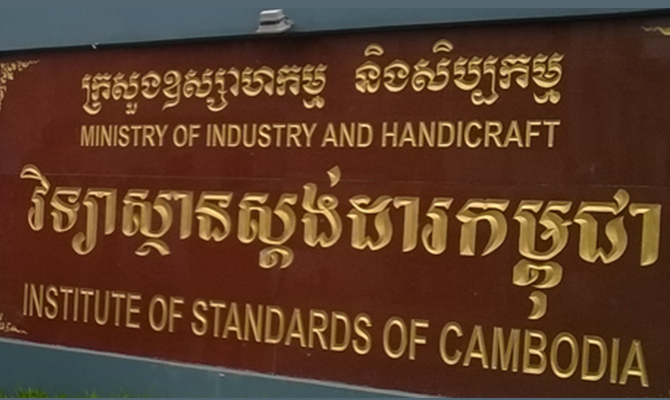 ក្រសួងឧស្សាហកម្ម និងសិប្បកម្ម
MINISTRY OF INDUSTRY AND HANDICRAFT
វិទ្យាស្ថានស្តង់ដារកម្ពុជា
INSTITUTE OF STANDARDS OF CAMBODIA